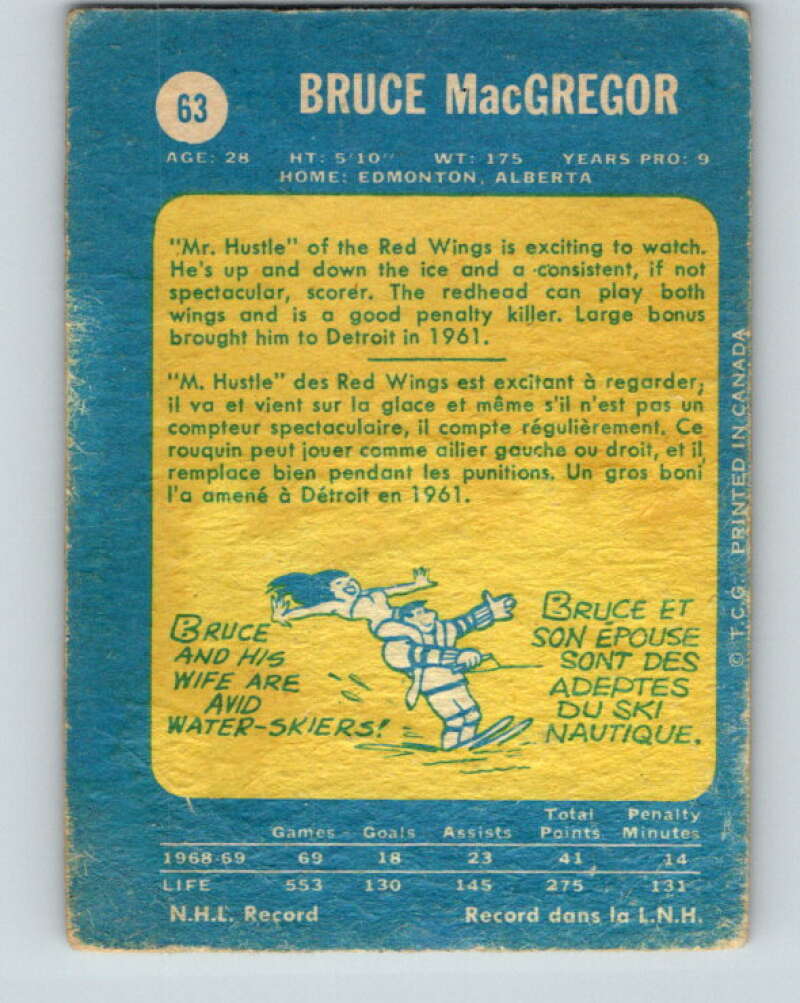 63
BRUCE MacGREGOR
AGE: 28 HT: 5'10" WT: 175 YEARS PRO: 9
HOME: EDMONTON, ALBERTA
"Mr. Hustle" of the Red Wings is exciting to watch.
He's up and down the ice and a consistent, if not
spectacular, scorer. The redhead can play both
wings and is a good penalty killer. Large bonus
brought him to Detroit in 1961.
"M. Hustle" des Red Wings est excitant à regarder;
il va et vient sur la glace et même s'il n'est pas un
compteur spectaculaire, il compte régulièrement. Ce
rouquin peut jouer comme ailier gauche ou droit, et il
remplace bien pendant les punitions. Un gros boni
l'a amené à Détroit en 1961.
BRUCE
AND HIS
WIFE ARE
AVID
WATER-SKIERS!
BRUCE ET
SON ÉPOUSE
SONT DES
ADEPTES
DU SKI
NAUTIQUE.
© T.C.G. PRINTED IN CANADA
Games Goals Assists Total Points Penalty Minutes
1968-69 69 18 23 41 14
LIFE 553 130 145 275 131
N.H.L. Record Record dans la L.N.H.